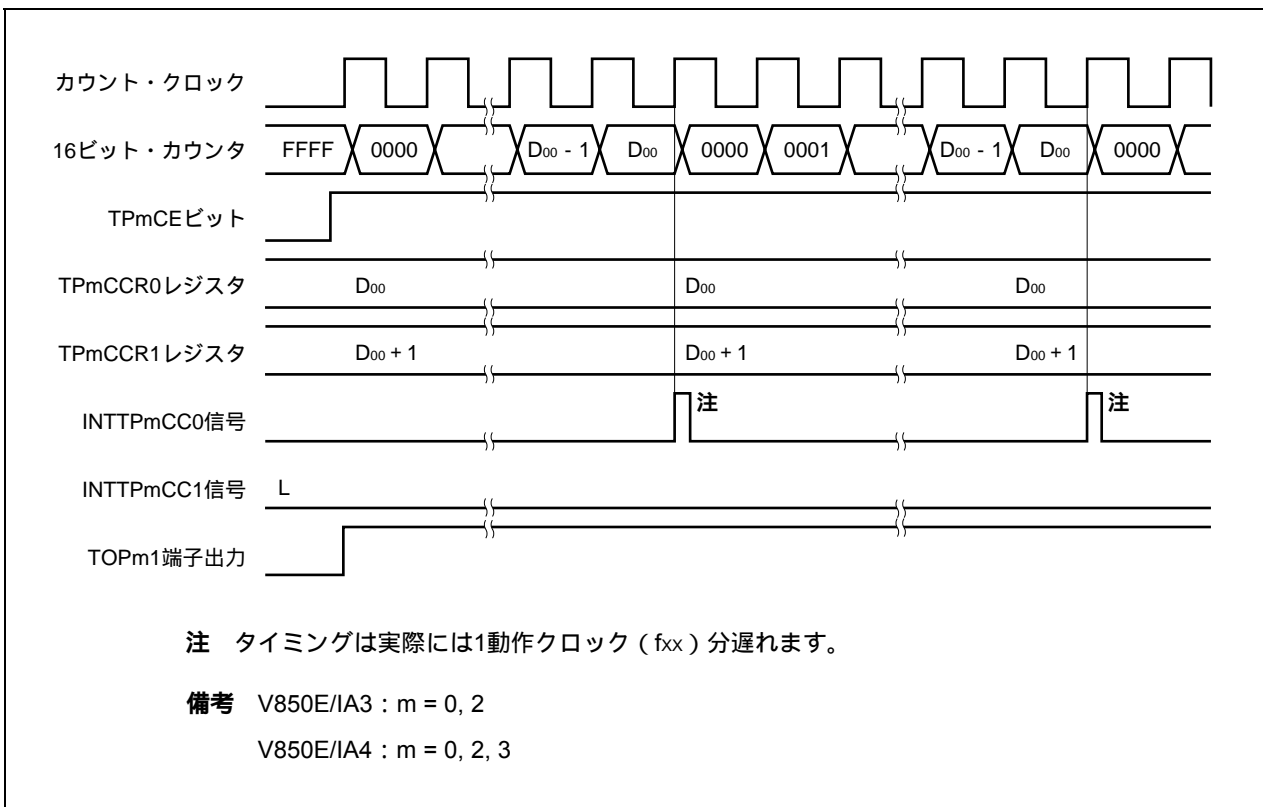 カウント・クロック
16ビット・カウンタ FFFF 0000 D00 - 1 D00 0000 0001 D00 - 1 D00 0000
TPmCEビット
TPmCCR0レジスタ D00 D00 D00
TPmCCR1レジスタ D00 + 1 D00 + 1 D00 + 1
INTTPmCC0信号 注 注
INTTPmCC1信号 L
TOPm1端子出力
注 タイミングは実際には1動作クロック（fxx）分遅れます。
備考 V850E/IA3：m = 0, 2
V850E/IA4：m = 0, 2, 3